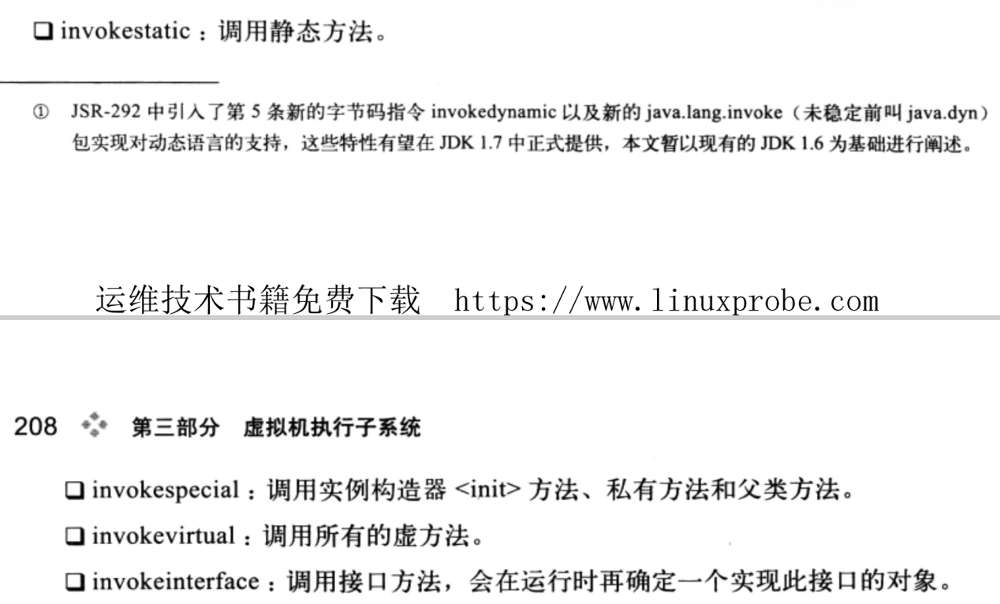 ❑ invokestatic：调用静态方法。
① JSR-292 中引入了第 5 条新的字节码指令 invokedynamic 以及新的 java.lang.invoke（未稳定前叫 java.dyn）
包实现对动态语言的支持，这些特性有望在 JDK 1.7 中正式提供，本文暂以现有的 JDK 1.6 为基础进行阐述。
运维技术书籍免费下载 https://www.linuxprobe.com
208 第三部分 虚拟机执行子系统
❑ invokespecial：调用实例构造器 <init> 方法、私有方法和父类方法。
❑ invokevirtual：调用所有的虚方法。
❑ invokeinterface：调用接口方法，会在运行时再确定一个实现此接口的对象。